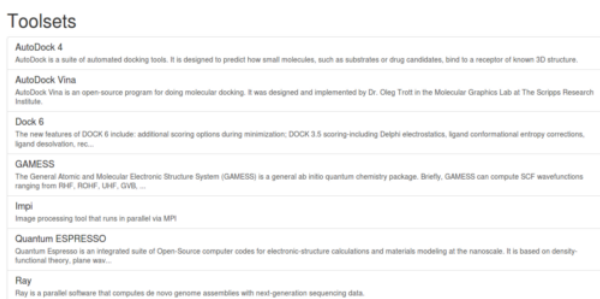 Toolsets
AutoDock 4
AutoDock is a suite of automated docking tools. It is designed to predict how small molecules, such as substrates or drug candidates, bind to a receptor of known 3D structure.
AutoDock Vina
AutoDock Vina is an open-source program for doing molecular docking. It was designed and implemented by Dr. Oleg Trott in the Molecular Graphics Lab at The Scripps Research
Institute.
Dock 6
The new features of DOCK 6 include: additional scoring options during minimization; DOCK 3.5 scoring-including Delphi electrostatics, ligand conformational entropy corrections,
ligand desolvation, rec...
GAMESS
The General Atomic and Molecular Electronic Structure System (GAMESS) is a general ab initio quantum chemistry package. Briefly, GAMESS can compute SCF wavefunctions
ranging from RHF, ROHF, UHF, GVB, ...
Impi
Image processing tool that runs in parallel via MPI
Quantum ESPRESSO
Quantum Espresso is an integrated suite of Open-Source computer codes for electronic-structure calculations and materials modeling at the nanoscale. It is based on density-
functional theory, plane wav...
Ray
Ray is a parallel software that computes de novo genome assemblies with next-generation sequencing data.